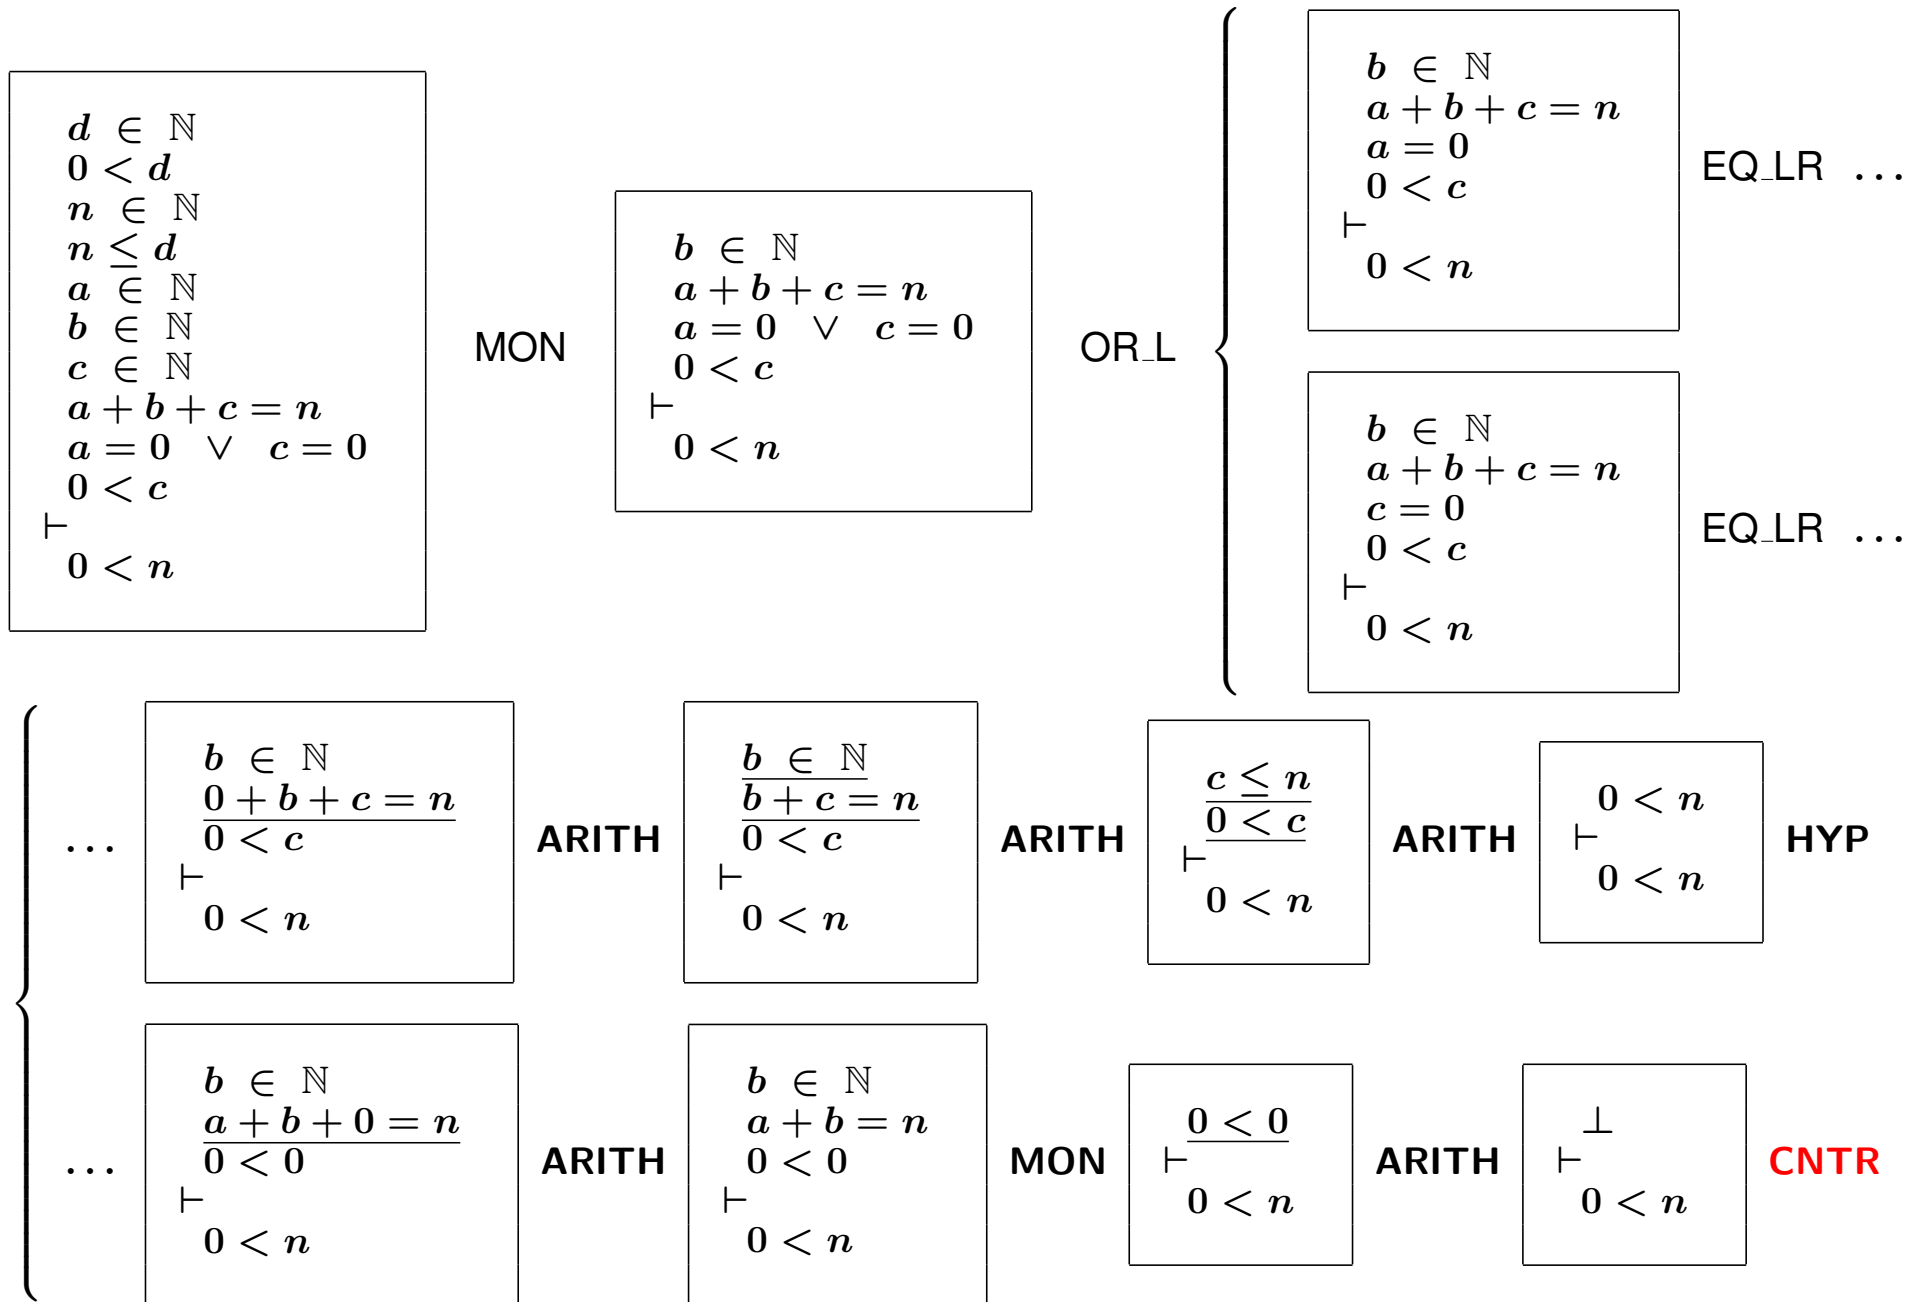 d ∈ ℕ
0 < d
n ∈ ℕ
n ≤ d
a ∈ ℕ
b ∈ ℕ
c ∈ ℕ
a + b + c = n
a = 0 ∨ c = 0
0 < c
⊢
0 < n
MON
b ∈ ℕ
a + b + c = n
a = 0 ∨ c = 0
0 < c
⊢
0 < n
OR_L
b ∈ ℕ
a + b + c = n
a = 0
0 < c
⊢
0 < n
EQ_LR ...
b ∈ ℕ
a + b + c = n
c = 0
0 < c
⊢
0 < n
EQ_LR ...
...
b ∈ ℕ
0 + b + c = n
0 < c
⊢
0 < n
ARITH
b ∈ ℕ
b + c = n
0 < c
⊢
0 < n
ARITH
c ≤ n
0 < c
⊢
0 < n
ARITH
0 < n
⊢
0 < n
HYP
...
b ∈ ℕ
a + b + 0 = n
0 < 0
⊢
0 < n
ARITH
b ∈ ℕ
a + b = n
0 < 0
⊢
0 < n
MON
0 < 0
⊢
0 < n
ARITH
⊥
⊢
0 < n
CNTR